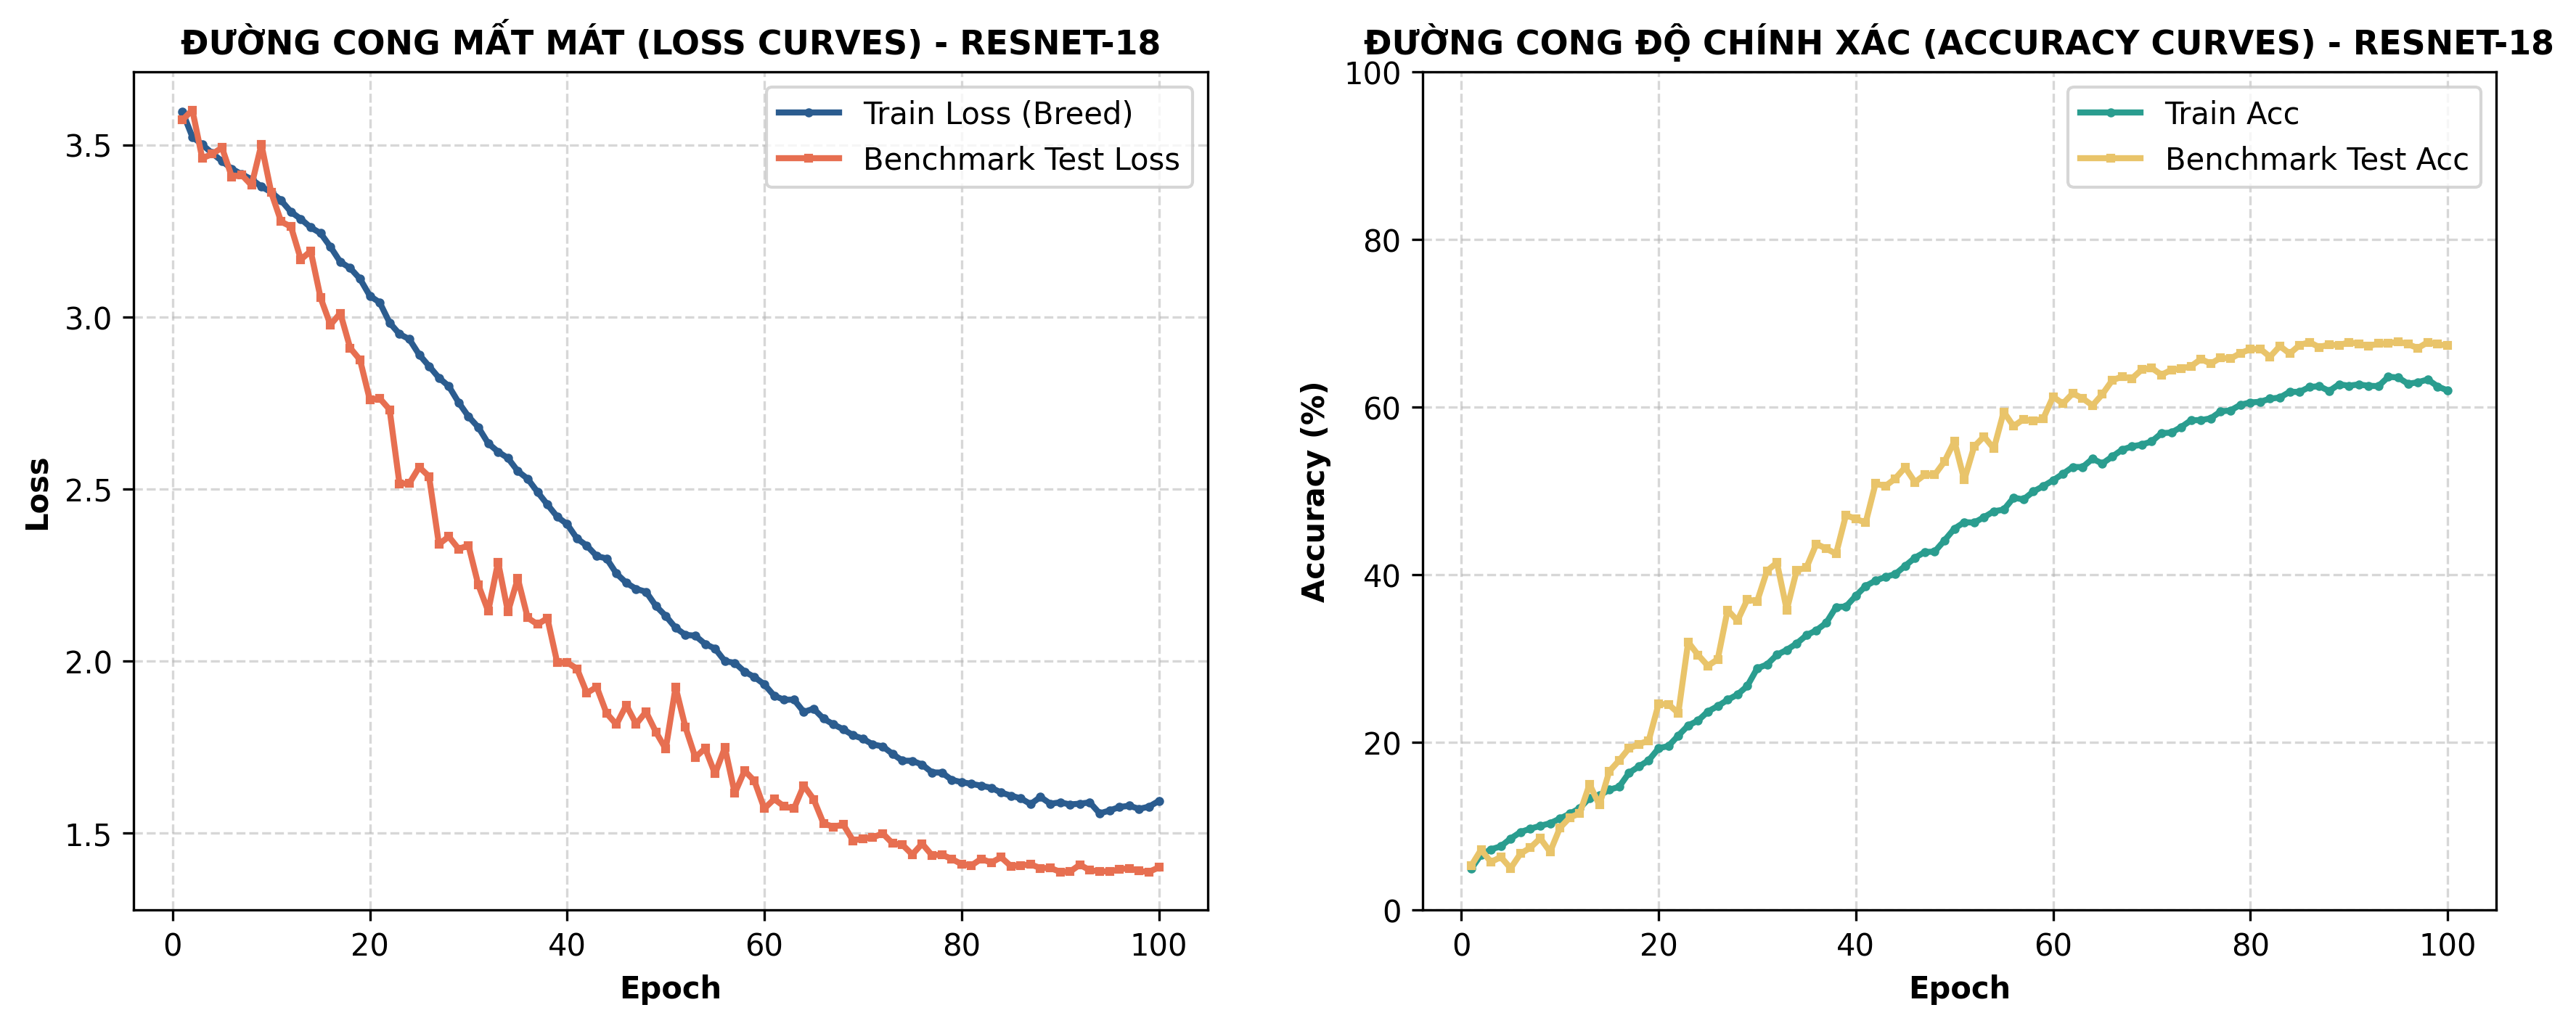 ĐƯỜNG CONG MẤT MÁT (LOSS CURVES) - RESNET-18
Train Loss (Breed)
Benchmark Test Loss
3.5
3.0
2.5
2.0
1.5
Loss
0
20
40
60
80
100
Epoch
ĐƯỜNG CONG ĐỘ CHÍNH XÁC (ACCURACY CURVES) - RESNET-18
Train Acc
Benchmark Test Acc
100
80
60
40
20
0
Accuracy (%)
0
20
40
60
80
100
Epoch